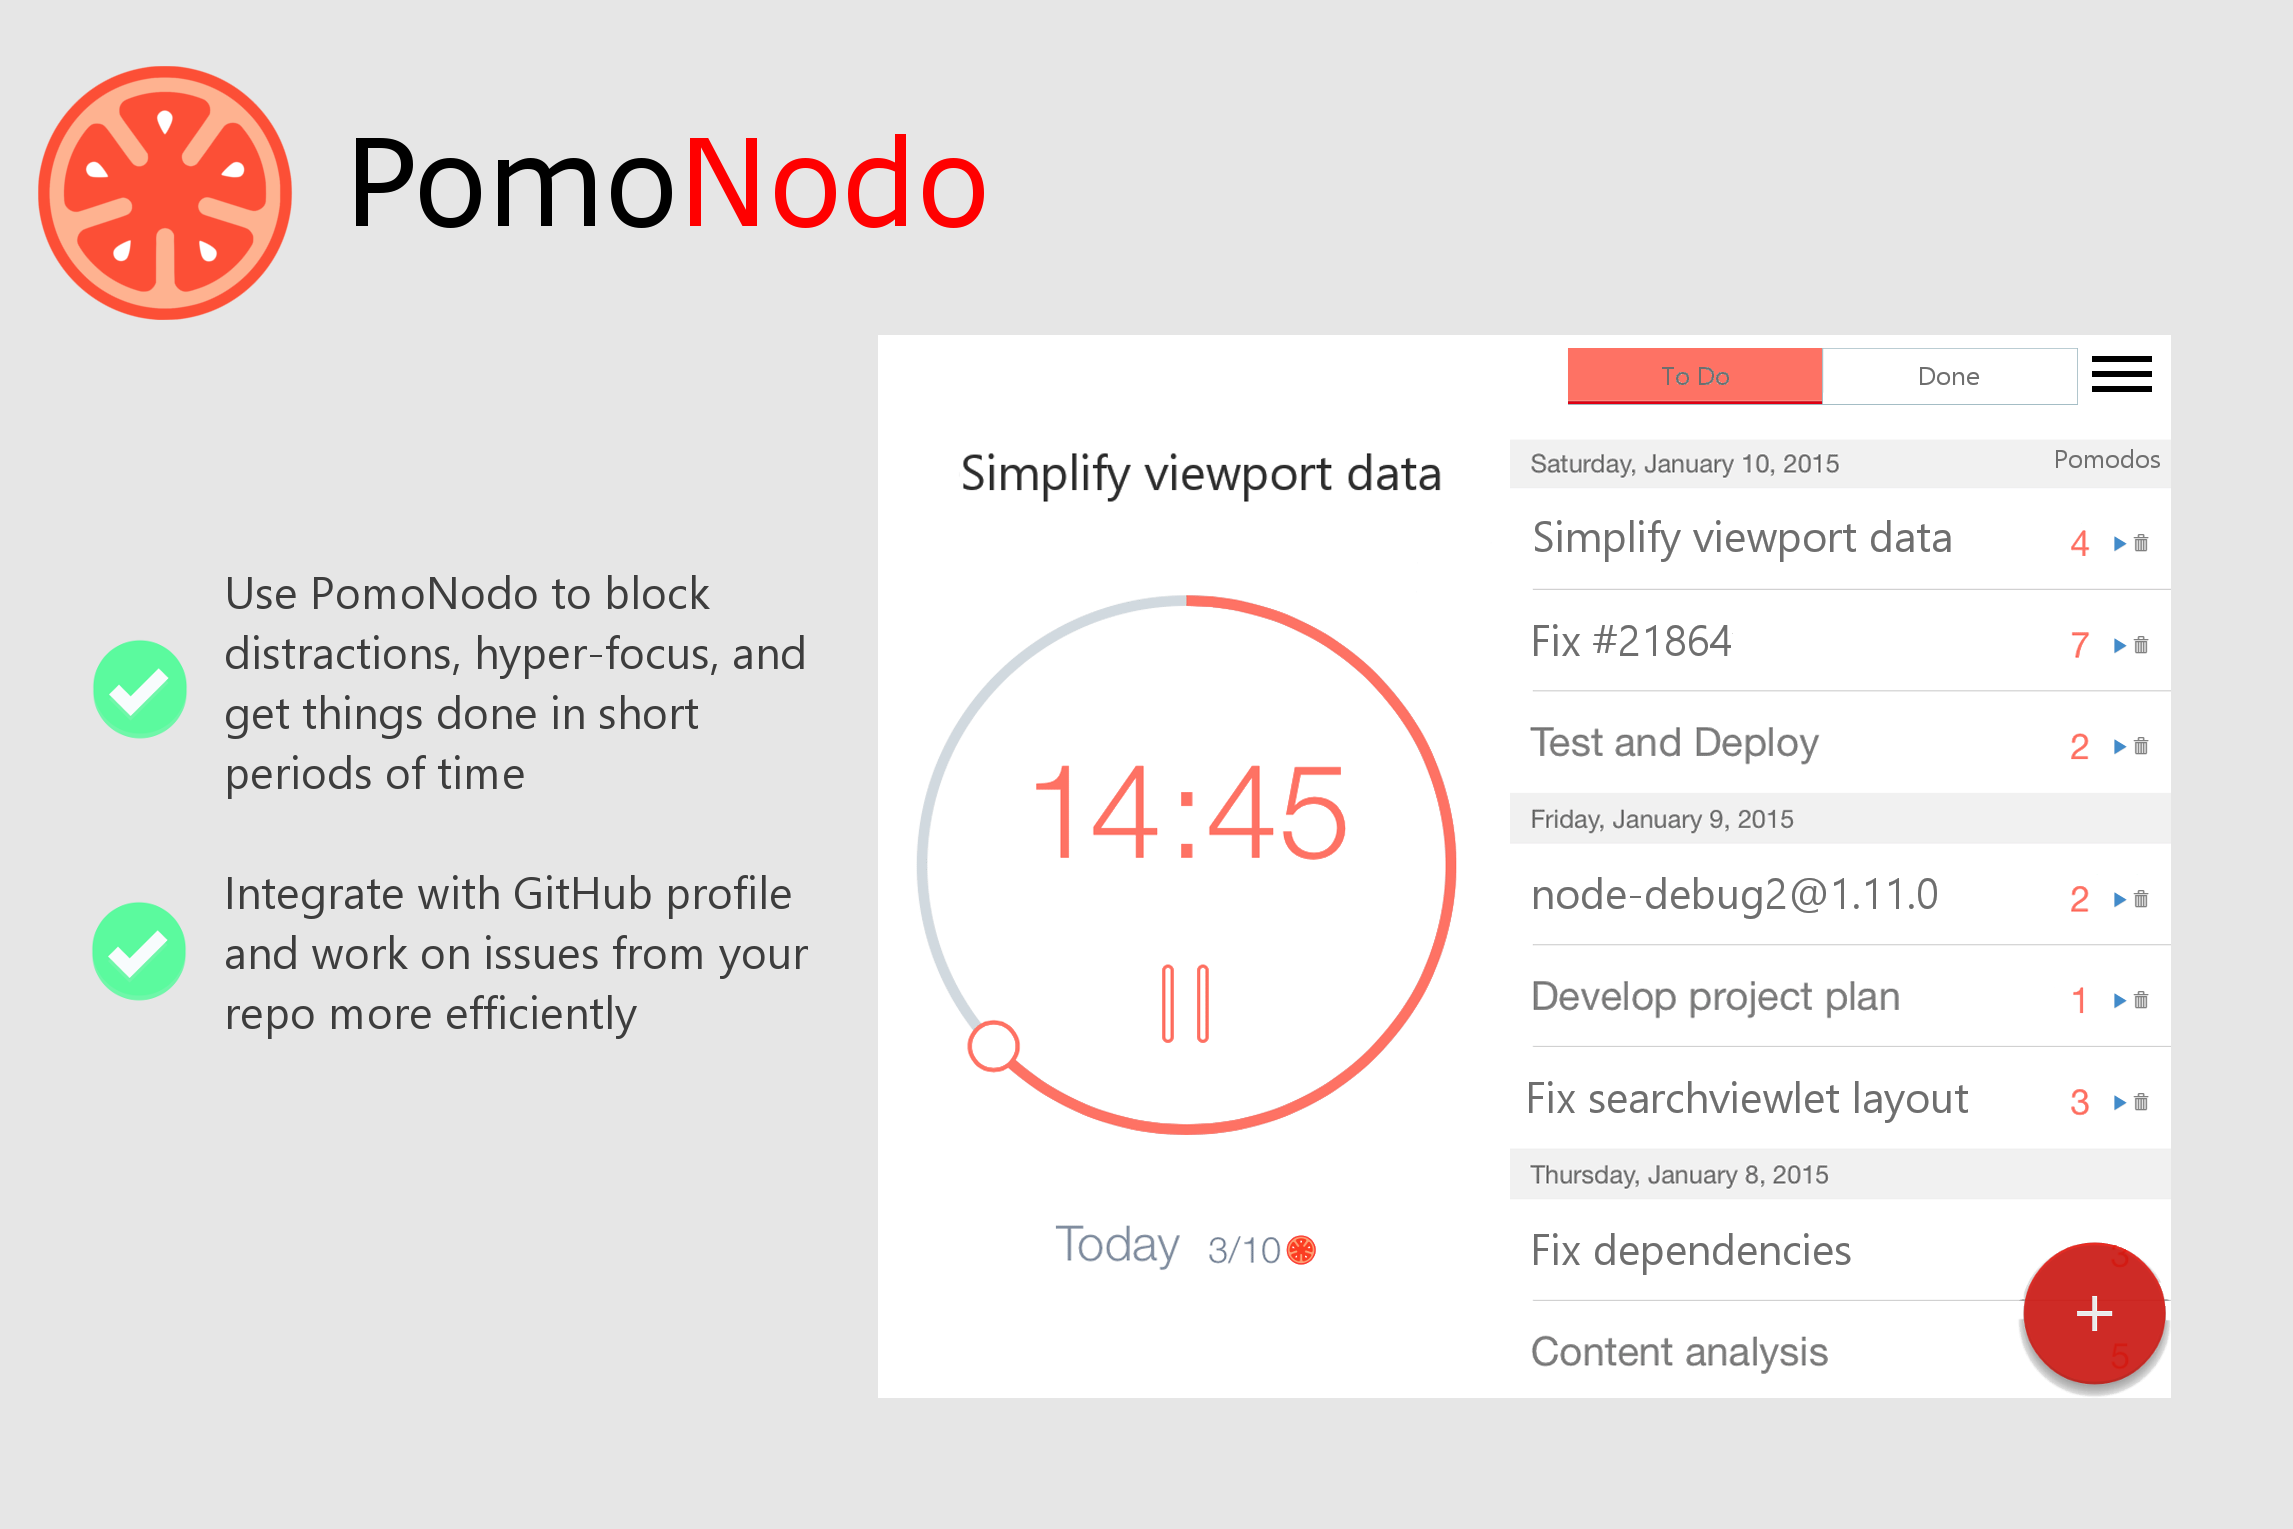 PomoNodo
Use PomoNodo to block
distractions, hyper-focus, and
get things done in short
periods of time
Integrate with GitHub profile
and work on issues from your
repo more efficiently
Simplify viewport data
14:45
Today 3/10
To Do Done
Saturday, January 10, 2015 Pomodos
Simplify viewport data 4
Fix #21864 7
Test and Deploy 2
Friday, January 9, 2015
node-debug2@1.11.0 2
Develop project plan 1
Fix searchviewlet layout 3
Thursday, January 8, 2015
Fix dependencies 3
+
Content analysis 5